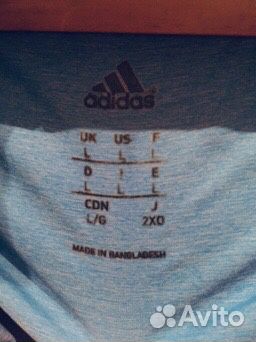 adidas
UK US F
L L L
D I E
L L L
CDN J
L/G 2XO
MADE IN BANGLADESH
Avito